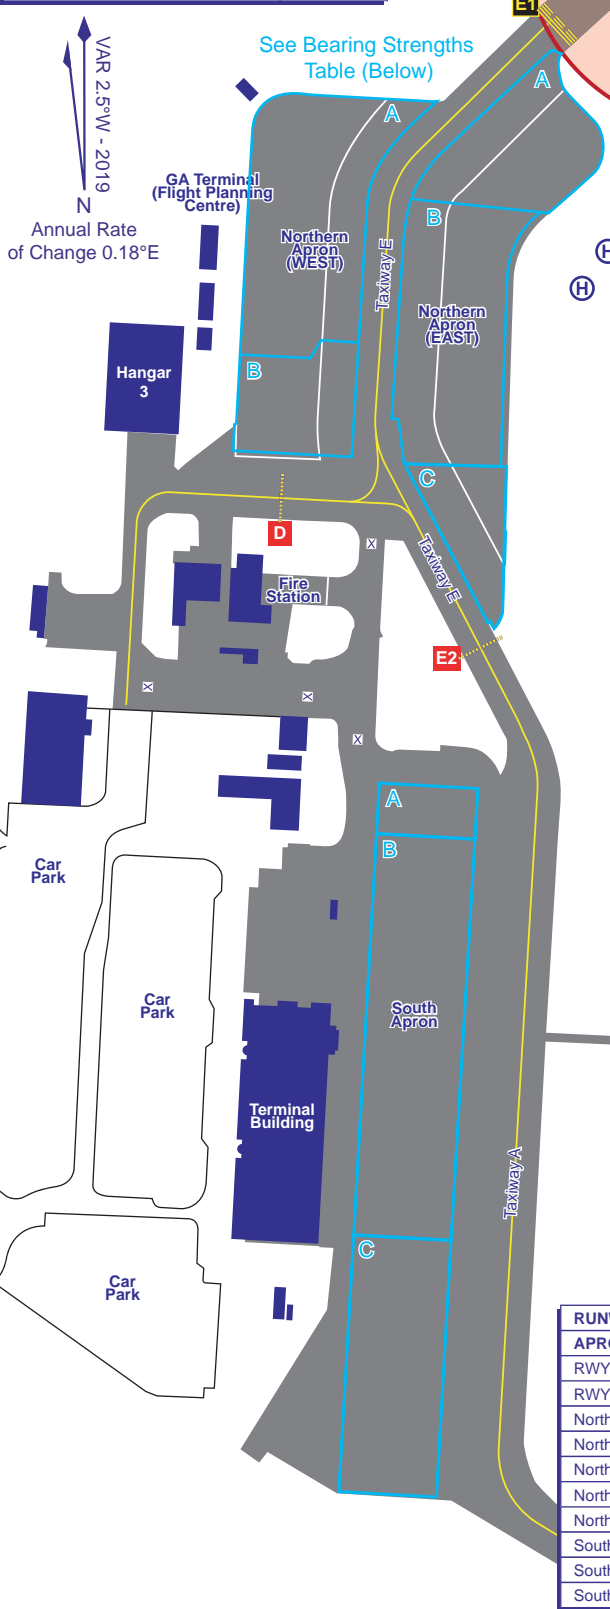 E1
See Bearing Strengths
Table (Below)
A
A
VAR 2.5°W - 2019
N
Annual Rate
of Change 0.18°E
GA Terminal
(Flight Planning
Centre)
B
Northern
Apron
(WEST)
Taxiway E
H
H
Northern
Apron
(EAST)
Hangar
3
B
C
D
X
Taxiway E
Fire
Station
E2
X
X
X
A
B
Car
Park
Car
Park
South
Apron
Terminal
Building
Taxiway A
C
Car
Park
RUNW
APRO
RWY
RWY
North
North
North
North
North
South
South
South